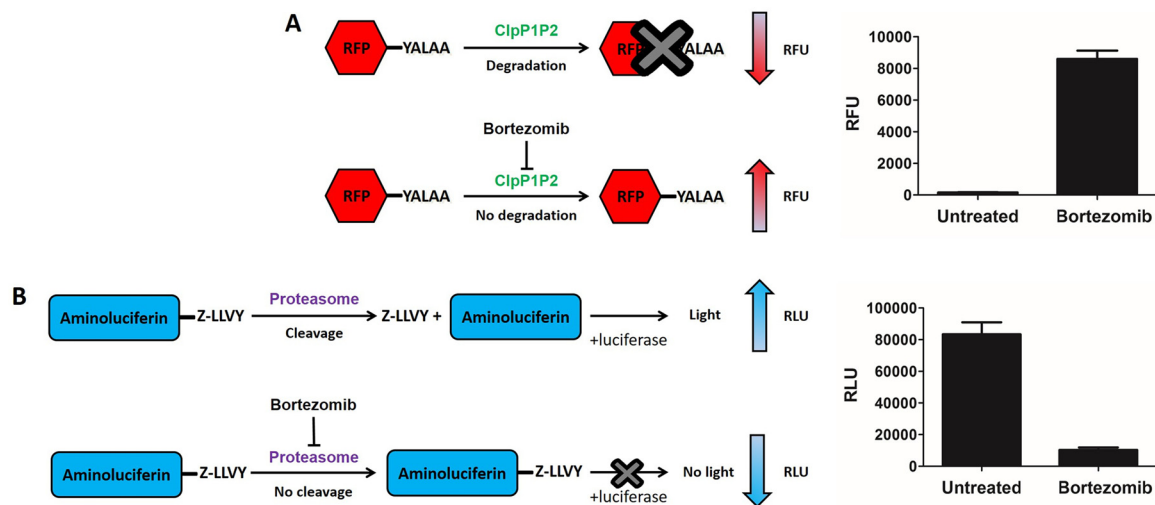 A
RFP
YALAA
ClpP1P2
Degradation
RFP
YALAA
RFU
Bortezomib
RFP
YALAA
ClpP1P2
No degradation
RFP
YALAA
RFU
RFU
10000
8000
6000
4000
2000
0
Untreated
Bortezomib
B
Aminoluciferin
Z-LLVY
Proteasome
Cleavage
Z-LLVY +
Aminoluciferin
+luciferase
Light
RLU
Bortezomib
Aminoluciferin
Z-LLVY
Proteasome
No cleavage
Aminoluciferin
Z-LLVY
+luciferase
No light
RLU
RLU
100000
80000
60000
40000
20000
0
Untreated
Bortezomib